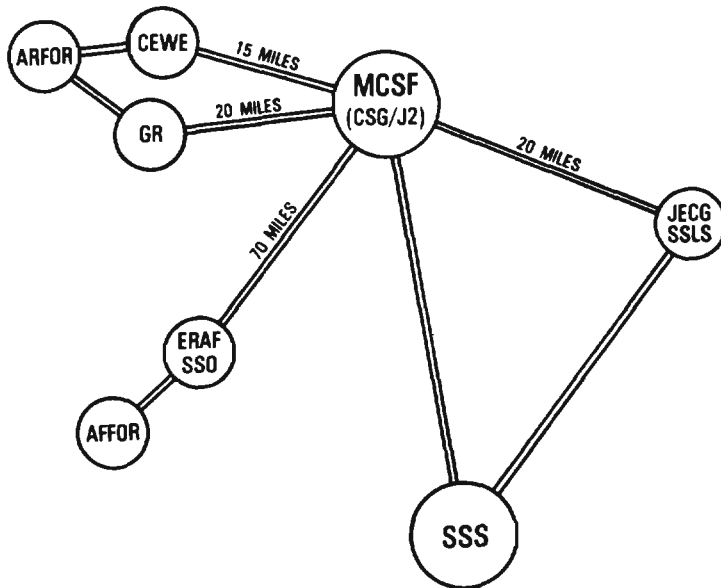 ARFOR
CEWE
15 MILES
MCSF
(CSG/J2)
GR
20 MILES
20 MILES
JECG
SSLS
70 MILES
ERAF
SSO
AFFOR
SSS